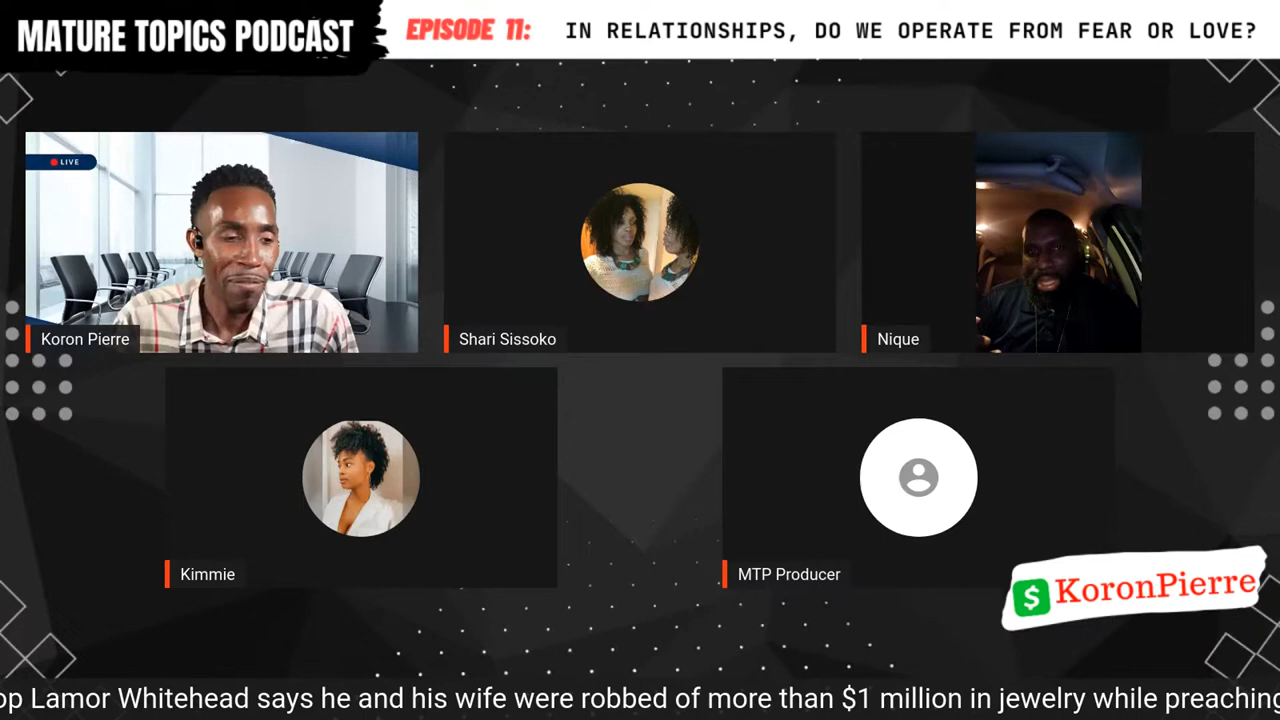 MATURE TOPICS PODCAST
EPISODE 11:
IN RELATIONSHIPS, DO WE OPERATE FROM FEAR OR LOVE?
LIVE
Koron Pierre
Shari Sissoko
Nique
Kimmie
MTP Producer
$ KoronPierre
op Lamor Whitehead says he and his wife were robbed of more than $1 million in jewelry while preaching